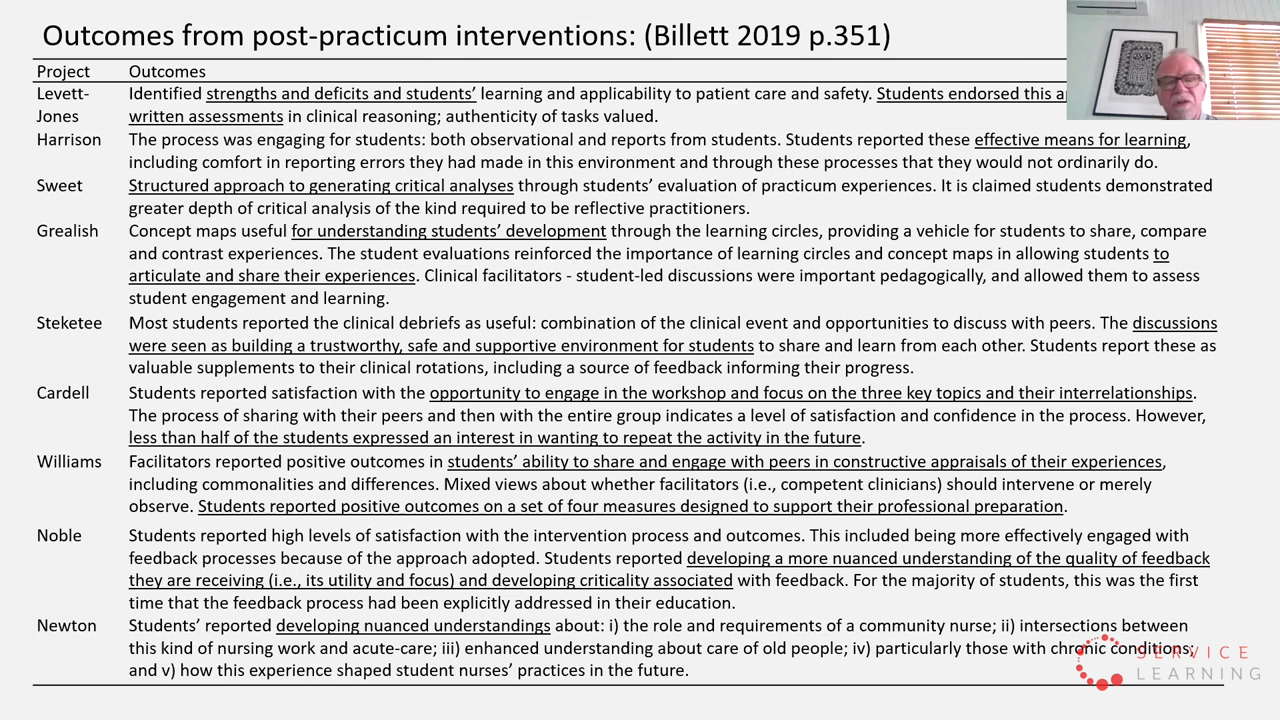 Outcomes from post-practicum interventions: (Billett 2019 p.351)
Project Outcomes
Levett- Identified strengths and deficits and students' learning and applicability to patient care and safety. Students endorsed this
Jones written assessments in clinical reasoning; authenticity of tasks valued.
Harrison The process was engaging for students: both observational and reports from students. Students reported these effective means for learning,
including comfort in reporting errors they had made in this environment and through these processes that they would not ordinarily do.
Sweet Structured approach to generating critical analyses through students' evaluation of practicum experiences. It is claimed students demonstrated
greater depth of critical analysis of the kind required to be reflective practitioners.
Grealish Concept maps useful for understanding students' development through the learning circles, providing a vehicle for students to share, compare
and contrast experiences. The student evaluations reinforced the importance of learning circles and concept maps in allowing students to
articulate and share their experiences. Clinical facilitators - student-led discussions were important pedagogically, and allowed them to assess
student engagement and learning.
Steketee Most students reported the clinical debriefs as useful: combination of the clinical event and opportunities to discuss with peers. The discussions
were seen as building a trustworthy, safe and supportive environment for students to share and learn from each other. Students report these as
valuable supplements to their clinical rotations, including a source of feedback informing their progress.
Cardell Students reported satisfaction with the opportunity to engage in the workshop and focus on the three key topics and their interrelationships.
The process of sharing with their peers and then with the entire group indicates a level of satisfaction and confidence in the process. However,
less than half of the students expressed an interest in wanting to repeat the activity in the future.
Williams Facilitators reported positive outcomes in students' ability to share and engage with peers in constructive appraisals of their experiences,
including commonalities and differences. Mixed views about whether facilitators (i.e., competent clinicians) should intervene or merely
observe. Students reported positive outcomes on a set of four measures designed to support their professional preparation.
Noble Students reported high levels of satisfaction with the intervention process and outcomes. This included being more effectively engaged with
feedback processes because of the approach adopted. Students reported developing a more nuanced understanding of the quality of feedback
they are receiving (i.e., its utility and focus) and developing criticality associated with feedback. For the majority of students, this was the first
time that the feedback process had been explicitly addressed in their education.
Newton Students' reported developing nuanced understandings about: i) the role and requirements of a community nurse; ii) intersections between
this kind of nursing work and acute-care; iii) enhanced understanding about care of old people; iv) particularly those with chronic conditions;
and v) how this experience shaped student nurses' practices in the future.
SERVICE
LEARNING